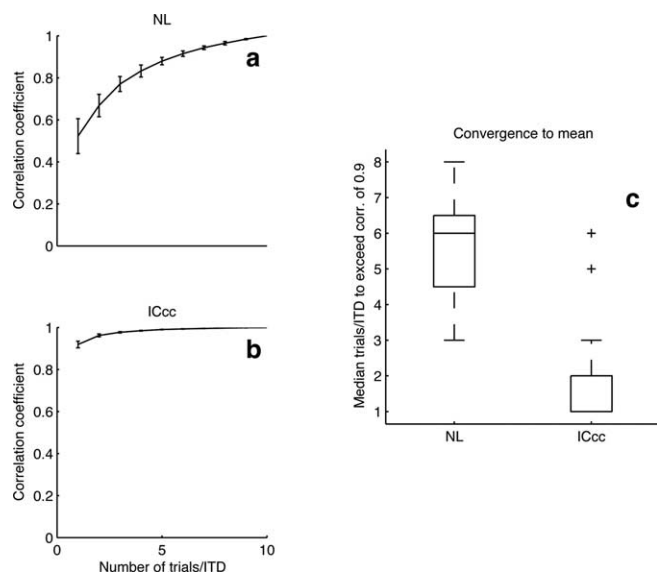 NL
a
Correlation coefficient
1
0.8
0.6
0.4
0.2
0
ICcc
b
Correlation coefficient
1
0.8
0.6
0.4
0.2
0
0
5
10
Number of trials/ITD
Convergence to mean
c
Median trials/ITD to exceed corr. of 0.9
8
7
6
5
4
3
2
1
NL
ICcc